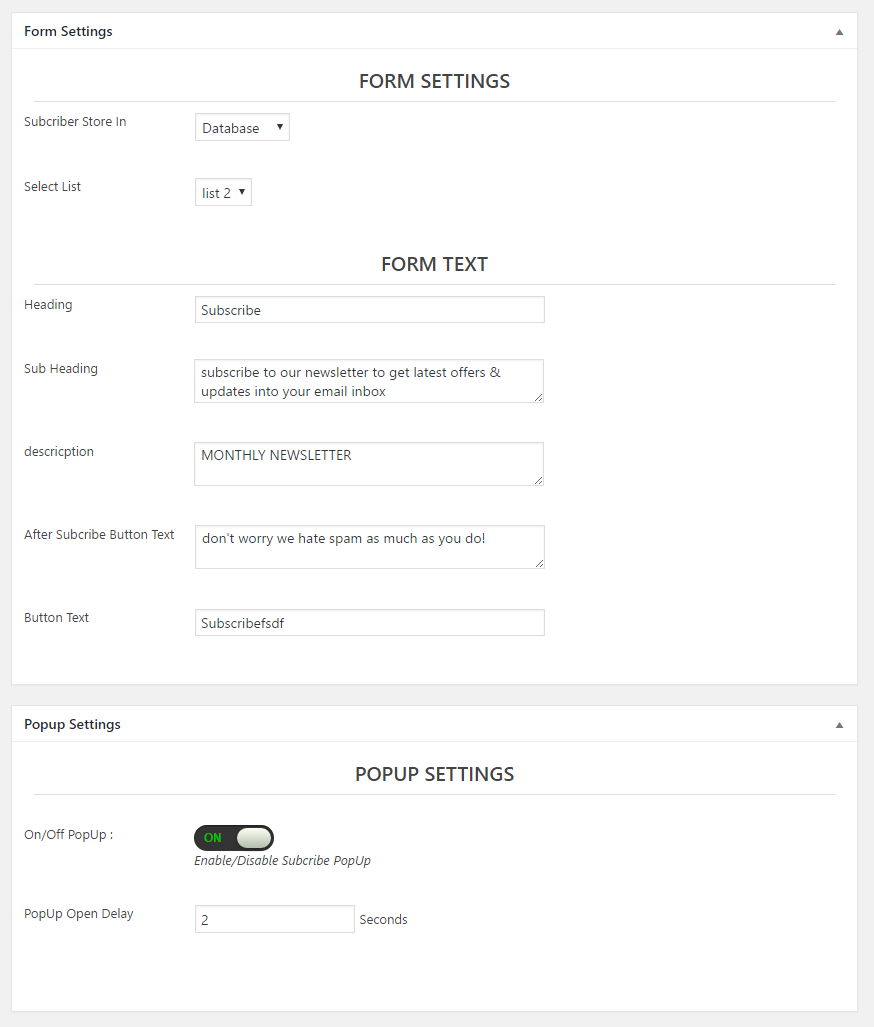 Form Settings
FORM SETTINGS
Subcriber Store In
Database
Select List
list 2
FORM TEXT
Heading
Subscribe
Sub Heading
subscribe to our newsletter to get latest offers &
updates into your email inbox
descricption
MONTHLY NEWSLETTER
After Subcribe Button Text
don't worry we hate spam as much as you do!
Button Text
Subscribefsdf
Popup Settings
POPUP SETTINGS
On/Off PopUp :
ON
Enable/Disable Subcribe PopUp
PopUp Open Delay
2 Seconds